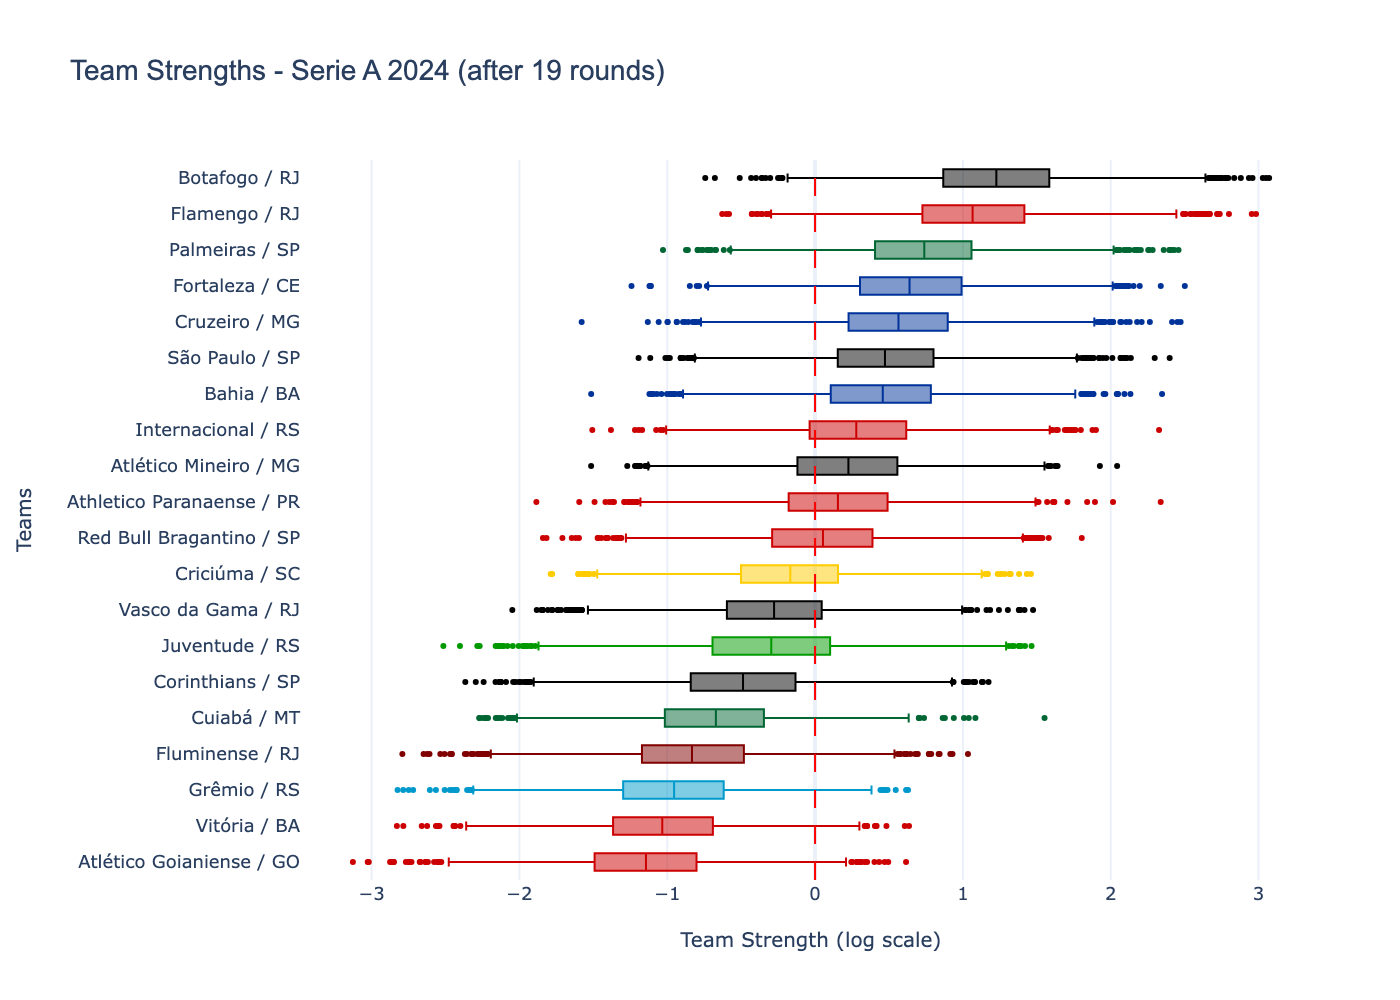 Team Strengths - Serie A 2024 (after 19 rounds)
Botafogo / RJ
Flamengo / RJ
Palmeiras / SP
Fortaleza / CE
Cruzeiro / MG
São Paulo / SP
Bahia / BA
Internacional / RS
Atlético Mineiro / MG
Athletico Paranaense / PR
Red Bull Bragantino / SP
Criciúma / SC
Vasco da Gama / RJ
Juventude / RS
Corinthians / SP
Cuiabá / MT
Fluminense / RJ
Grêmio / RS
Vitória / BA
Atlético Goianiense / GO
Teams
−3 −2 −1 0 1 2 3
Team Strength (log scale)